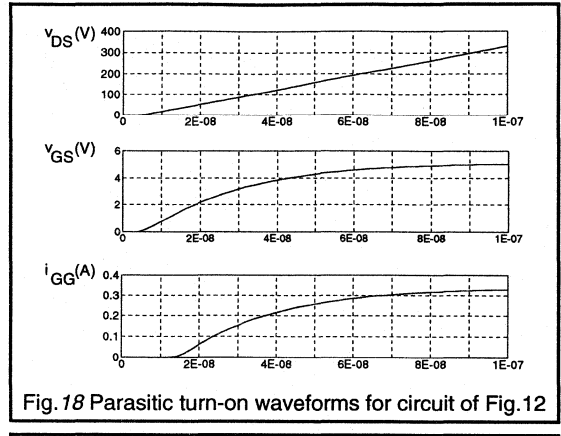 vDS(V)
400
300
200
100
0
0 2E-08 4E-08 6E-08 8E-08 1E-07
vGS(V)
6
4
2
0
0 2E-08 4E-08 6E-08 8E-08 1E-07
iGG(A)
0.4
0.3
0.2
0.1
0
0 2E-08 4E-08 6E-08 8E-08 1E-07
Fig.18 Parasitic turn-on waveforms for circuit of Fig.12